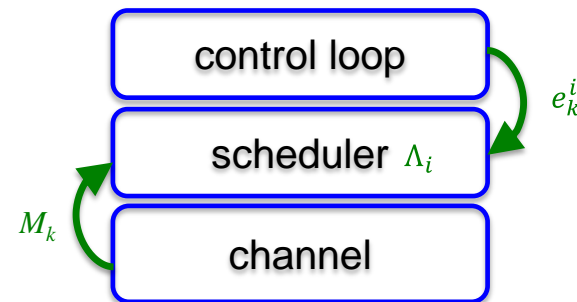 control loop
e_k^i
scheduler Λ_i
M_k
channel